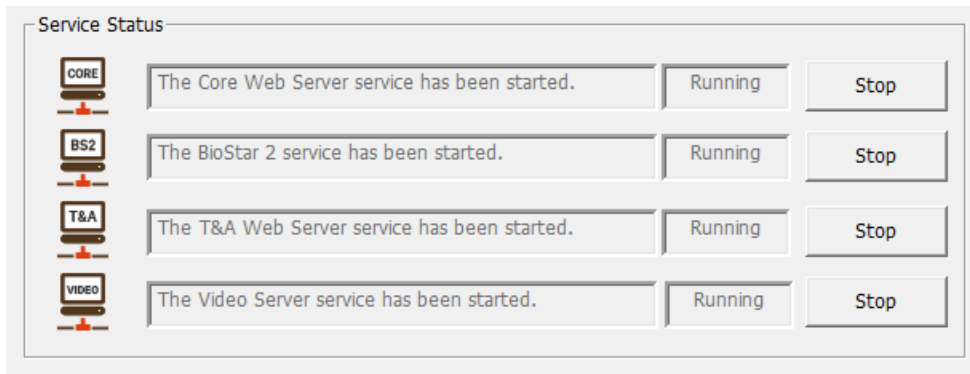 Service Status
CORE
The Core Web Server service has been started. Running Stop
BS2
The BioStar 2 service has been started. Running Stop
T&A
The T&A Web Server service has been started. Running Stop
VIDEO
The Video Server service has been started. Running Stop